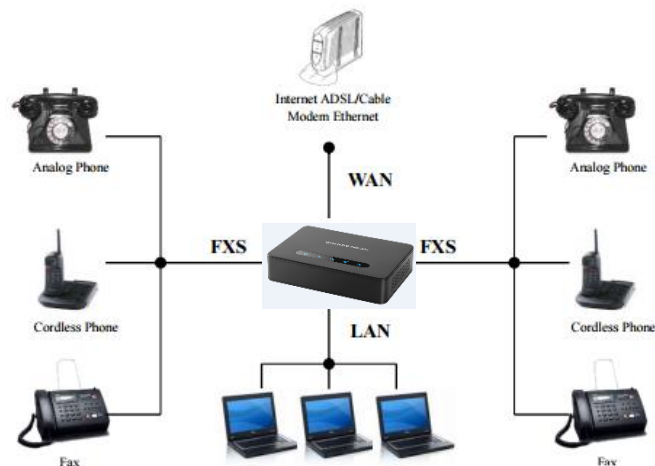 Internet ADSL/Cable
Modem Ethernet
Analog Phone
Analog Phone
WAN
FXS
FXS
Cordless Phone
Cordless Phone
LAN
Fax
Fax